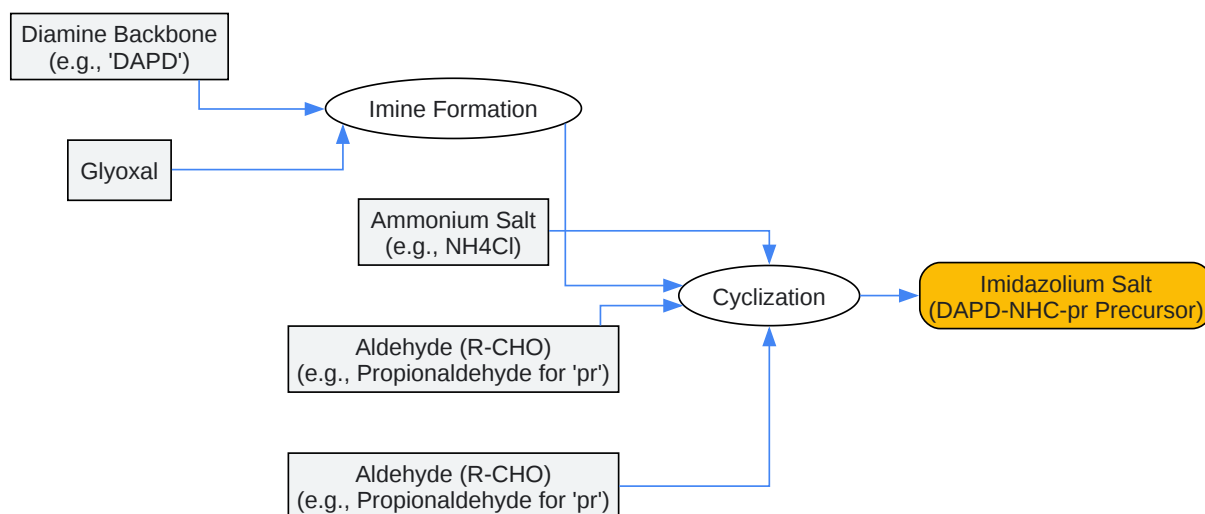 Diamine Backbone
(e.g., 'DAPD')
Imine Formation
Glyoxal
Ammonium Salt
(e.g., NH4Cl)
Cyclization
Imidazolium Salt
(DAPD-NHC-pr Precursor)
Aldehyde (R-CHO)
(e.g., Propionaldehyde for 'pr')
Aldehyde (R-CHO)
(e.g., Propionaldehyde for 'pr')